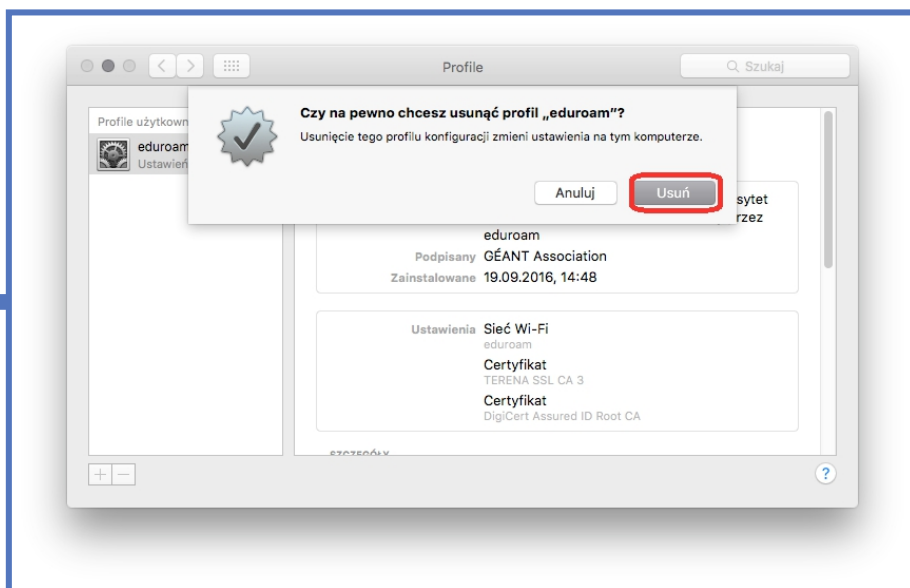 Profile
Szukaj
Profile użytkown
eduroam
Ustawień
Czy na pewno chcesz usunąć profil „eduroam”?
Usunięcie tego profilu konfiguracji zmieni ustawienia na tym komputerze.
Anuluj
Usuń
sytet
rzez
eduroam
Podpisany GÉANT Association
Zainstalowane 19.09.2016, 14:48
Ustawienia Sieć Wi-Fi
eduroam
Certyfikat
TERENA SSL CA 3
Certyfikat
DigiCert Assured ID Root CA
SZCZEGÓŁY
?